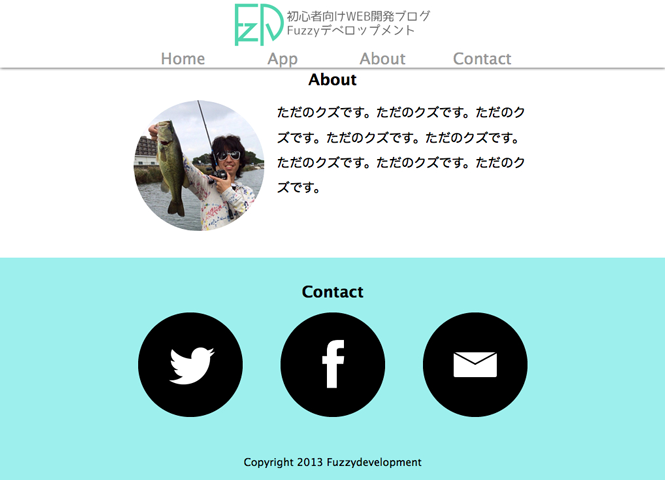 初心者向けWEB開発ブログ
Fuzzyデベロップメント
Home App About Contact
About
ただのクズです。ただのクズです。ただのク
ズです。ただのクズです。ただのクズです。
ただのクズです。ただのクズです。ただのク
ズです。
Contact
Copyright 2013 Fuzzydevelopment